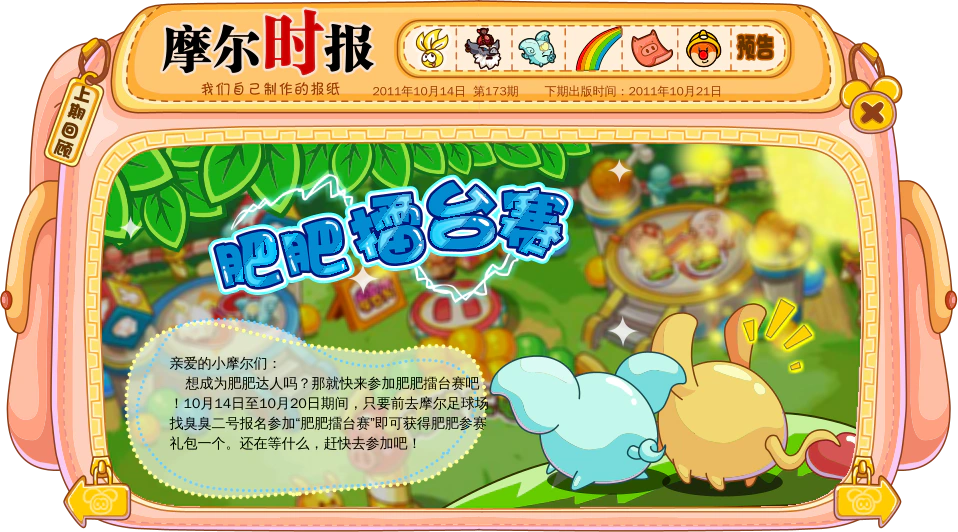 摩尔时报
预告
我们自己制作的报纸
2011年10月14日 第173期 下期出版时间：2011年10月21日
上期回顾
肥肥擂台赛
亲爱的小摩尔们：
想成为肥肥达人吗？那就快来参加肥肥擂台赛吧
！10月14日至10月20日期间，只要前去摩尔足球场
找臭臭二号报名参加“肥肥擂台赛”即可获得肥肥参赛
礼包一个。还在等什么，赶快去参加吧！